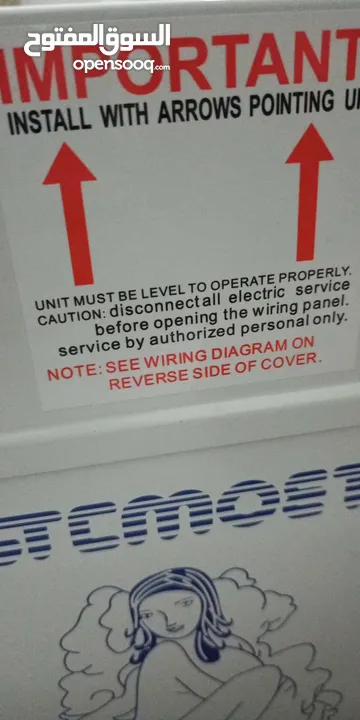 السوق المفتوح
opensooq.com
IMPORTANT
INSTALL WITH ARROWS POINTING
UNIT MUST BE LEVEL TO OPERATE PROPERLY.
CAUTION: disconnect all electric service
before opening the wiring panel.
service by authorized personal only.
NOTE: SEE WIRING DIAGRAM ON
REVERSE SIDE OF COVER.